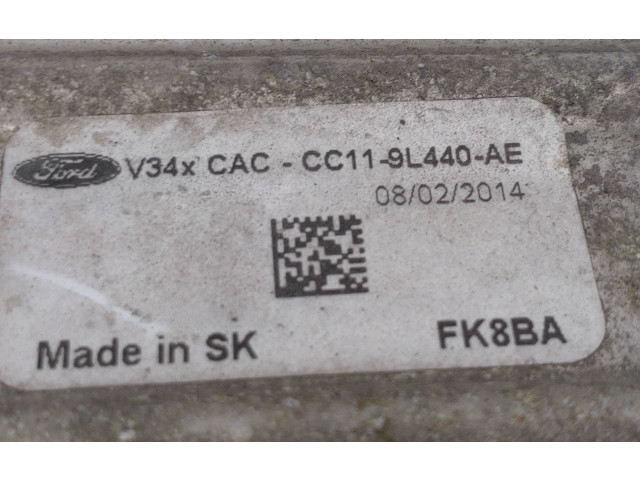 Ford V34x CAC - CC11-9L440-AE
08/02/2014
Made in SK FK8BA